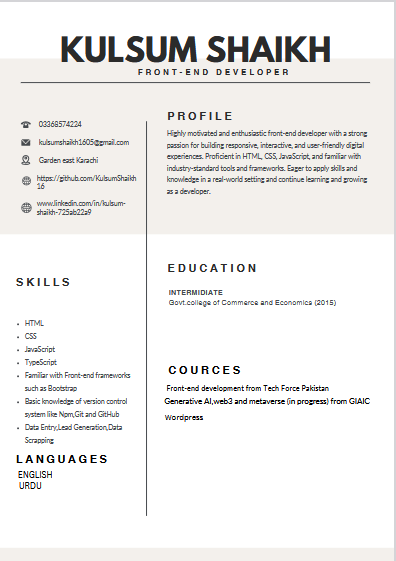 KULSUM SHAIKH
FRONT-END DEVELOPER
03368574224
kulsumshaikh1605@gmail.com
Garden east Karachi
https://github.com/KulsumShaikh
16
www.linkedin.com/in/kulsum-
shaikh-725ab22a9
SKILLS
• HTML
• CSS
• JavaScript
• TypeScript
• Familiar with Front-end frameworks
such as Bootstrap
• Basic knowledge of version control
system like Npm,Git and GitHub
• Data Entry,Lead Generation,Data
Scrapping
LANGUAGES
ENGLISH
URDU
PROFILE
Highly motivated and enthusiastic front-end developer with a strong
passion for building responsive, interactive, and user-friendly digital
experiences. Proficient in HTML, CSS, JavaScript, and familiar with
industry-standard tools and frameworks. Eager to apply skills and
knowledge in a real-world setting and continue learning and growing
as a developer.
EDUCATION
INTERMIDIATE
Govt.college of Commerce and Economics (2015)
COURCES
Front-end development from Tech Force Pakistan
Generative AI,web3 and metaverse (in progress) from GIAIC
Wordpress